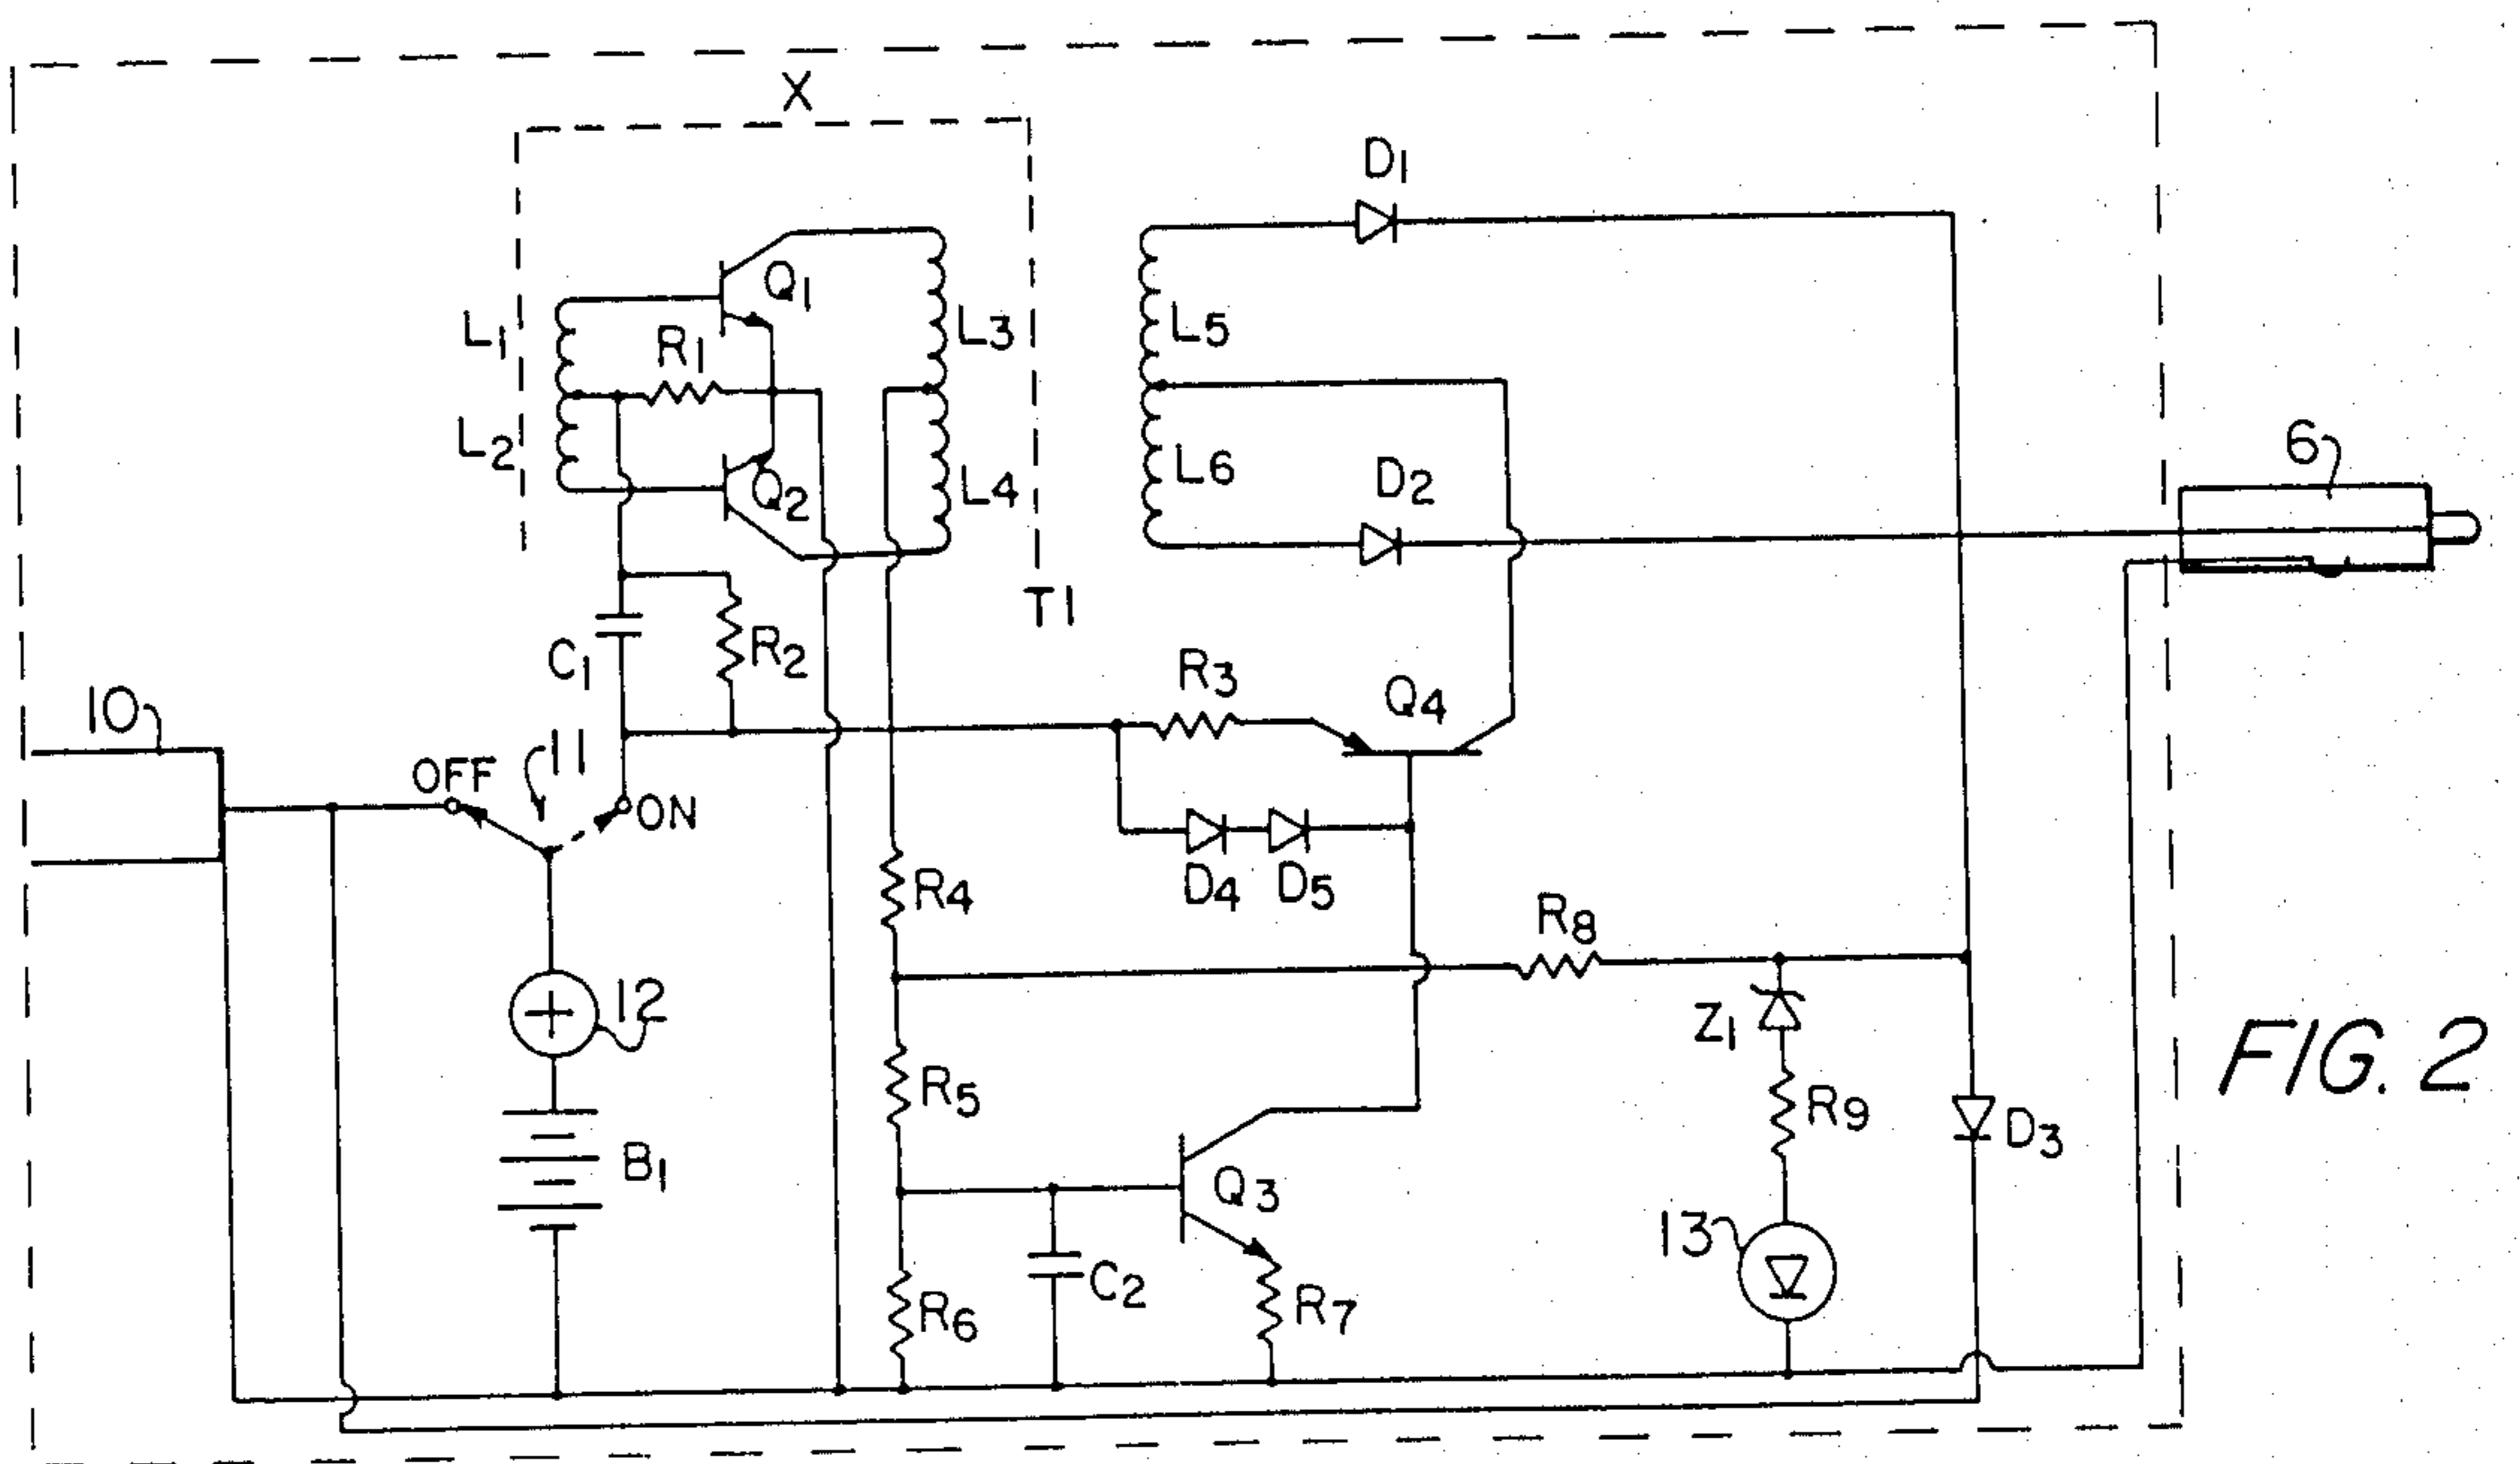 X
D1
Q1
L1
R1
L3
L5
L2
Q2
L4
L6
D2
6
T1
C1
R2
R3
Q4
10
OFF
11
ON
D4
D5
R4
R8
12
Z1
FIG. 2
R5
R9
D3
B1
Q3
13
R6
C2
R7